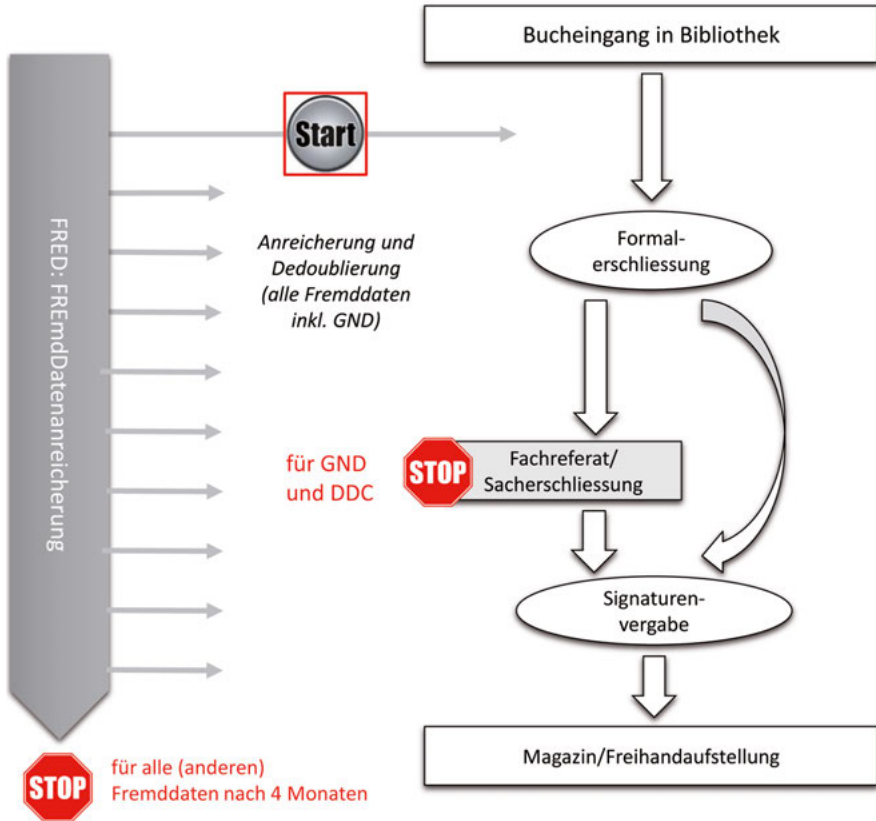 Bucheingang in Bibliothek
Start
FRED: FREmdDatenanreicherung
Anreicherung und
Dedoublierung
(alle Fremddaten
inkl. GND)
Formal-
erschliessung
für GND
und DDC
STOP
Fachreferat/
Sacherschliessung
Signaturen-
vergabe
Magazin/Freihandaufstellung
STOP
für alle (anderen)
Fremddaten nach 4 Monaten